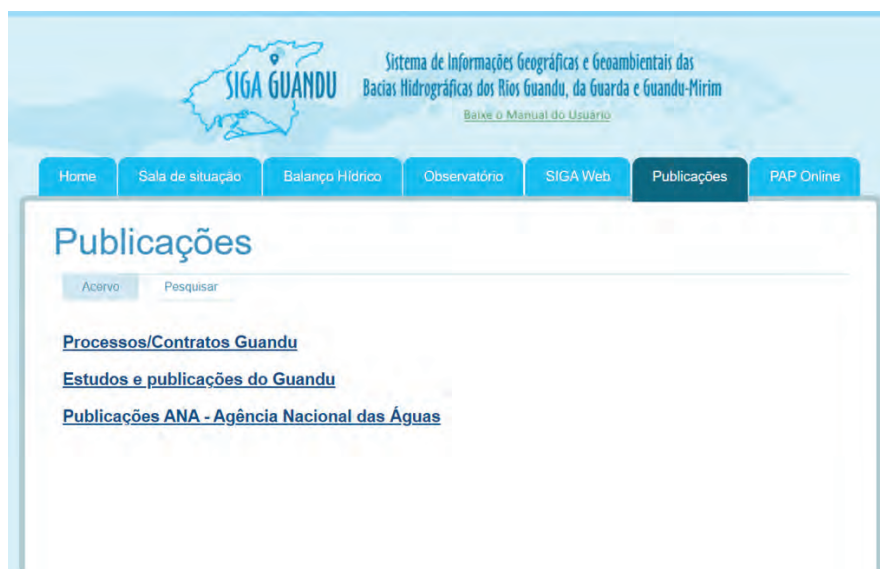 SIGA GUANDU
Sistema de Informações Geográficas e Geoambientais das
Bacias Hidrográficas dos Rios Guandu, da Guarda e Guandu-Mirim
Baixe o Manual do Usuário
Home Sala de situação Balanço Hídrico Observatório SIGA Web Publicações PAP Online
Publicações
Acervo Pesquisar
Processos/Contratos Guandu
Estudos e publicações do Guandu
Publicações ANA - Agência Nacional das Águas